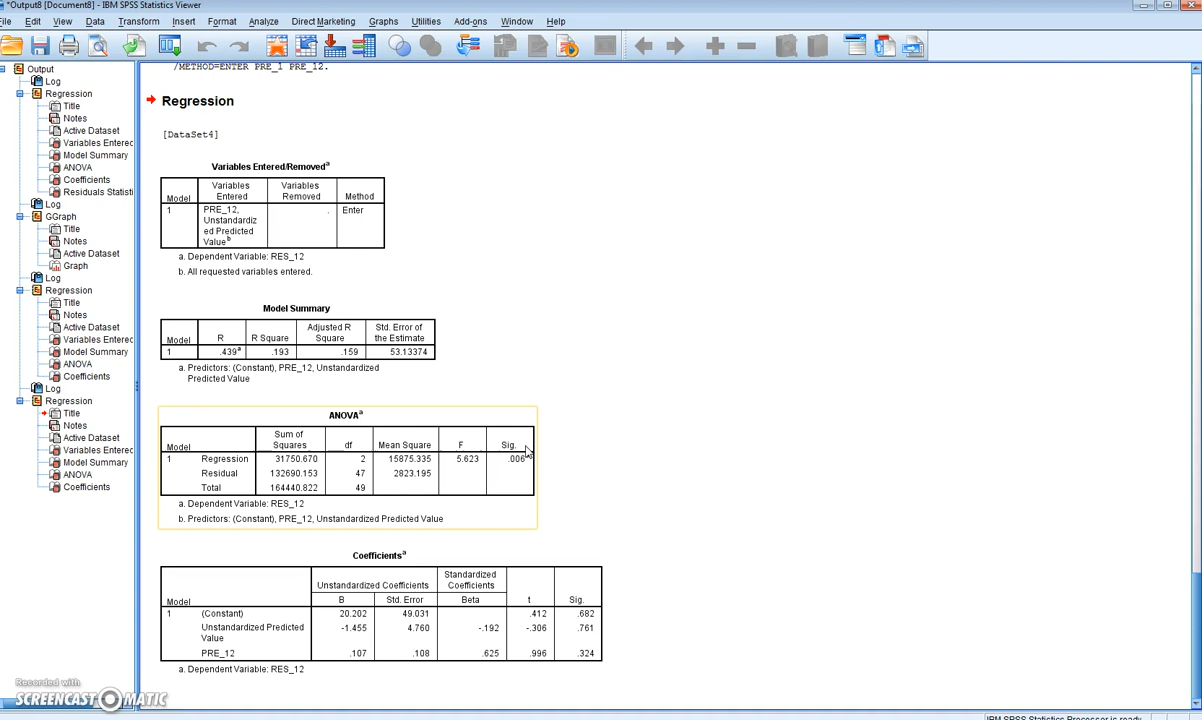 *Output8 [Document8] - IBM SPSS Statistics Viewer
File Edit View Data Transform Insert Format Analyze Direct Marketing Graphs Utilities Add-ons Window Help
Output
Log
Regression
Title
Notes
Active Dataset
Variables Entered
Model Summary
ANOVA
Coefficients
Residuals Statisti
Log
GGraph
Title
Notes
Active Dataset
Graph
Log
Regression
Title
Notes
Active Dataset
Variables Entered
Model Summary
ANOVA
Coefficients
Log
Regression
Title
Notes
Active Dataset
Variables Entered
Model Summary
ANOVA
Coefficients
/METHOD=ENTER PRE_1 PRE_12.
Regression
[DataSet4]
Variables Entered/Removed a
Model Variables Entered Variables Removed Method
1 PRE_12, . Enter
Unstandardiz
ed Predicted
Value b
a. Dependent Variable: RES_12
b. All requested variables entered.
Model Summary
Model R R Square Adjusted R Square Std. Error of the Estimate
1 .439a .193 .159 53.13374
a. Predictors: (Constant), PRE_12, Unstandardized
Predicted Value
ANOVA a
Model Sum of Squares df Mean Square F Sig.
1 Regression 31750.670 2 15875.335 5.623 .006
Residual 132690.153 47 2823.195
Total 164440.822 49
a. Dependent Variable: RES_12
b. Predictors: (Constant), PRE_12, Unstandardized Predicted Value
Coefficients a
Unstandardized Coefficients Standardized Coefficients
Model B Std. Error Beta t Sig.
1 (Constant) 20.202 49.031 .412 .682
Unstandardized Predicted -1.455 4.760 -.192 -.306 .761
Value
PRE_12 .107 .108 .625 .996 .324
a. Dependent Variable: RES_12
Recorded with
SCREENCAST-O-MATIC
IBM SPSS Statistics Processor is ready